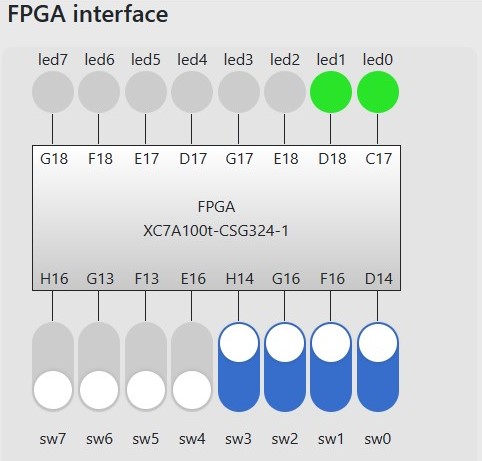 FPGA interface
led7 led6 led5 led4 led3 led2 led1 led0
G18 F18 E17 D17 G17 E18 D18 C17
FPGA
XC7A100t-CSG324-1
H16 G13 F13 E16 H14 G16 F16 D14
sw7 sw6 sw5 sw4 sw3 sw2 sw1 sw0